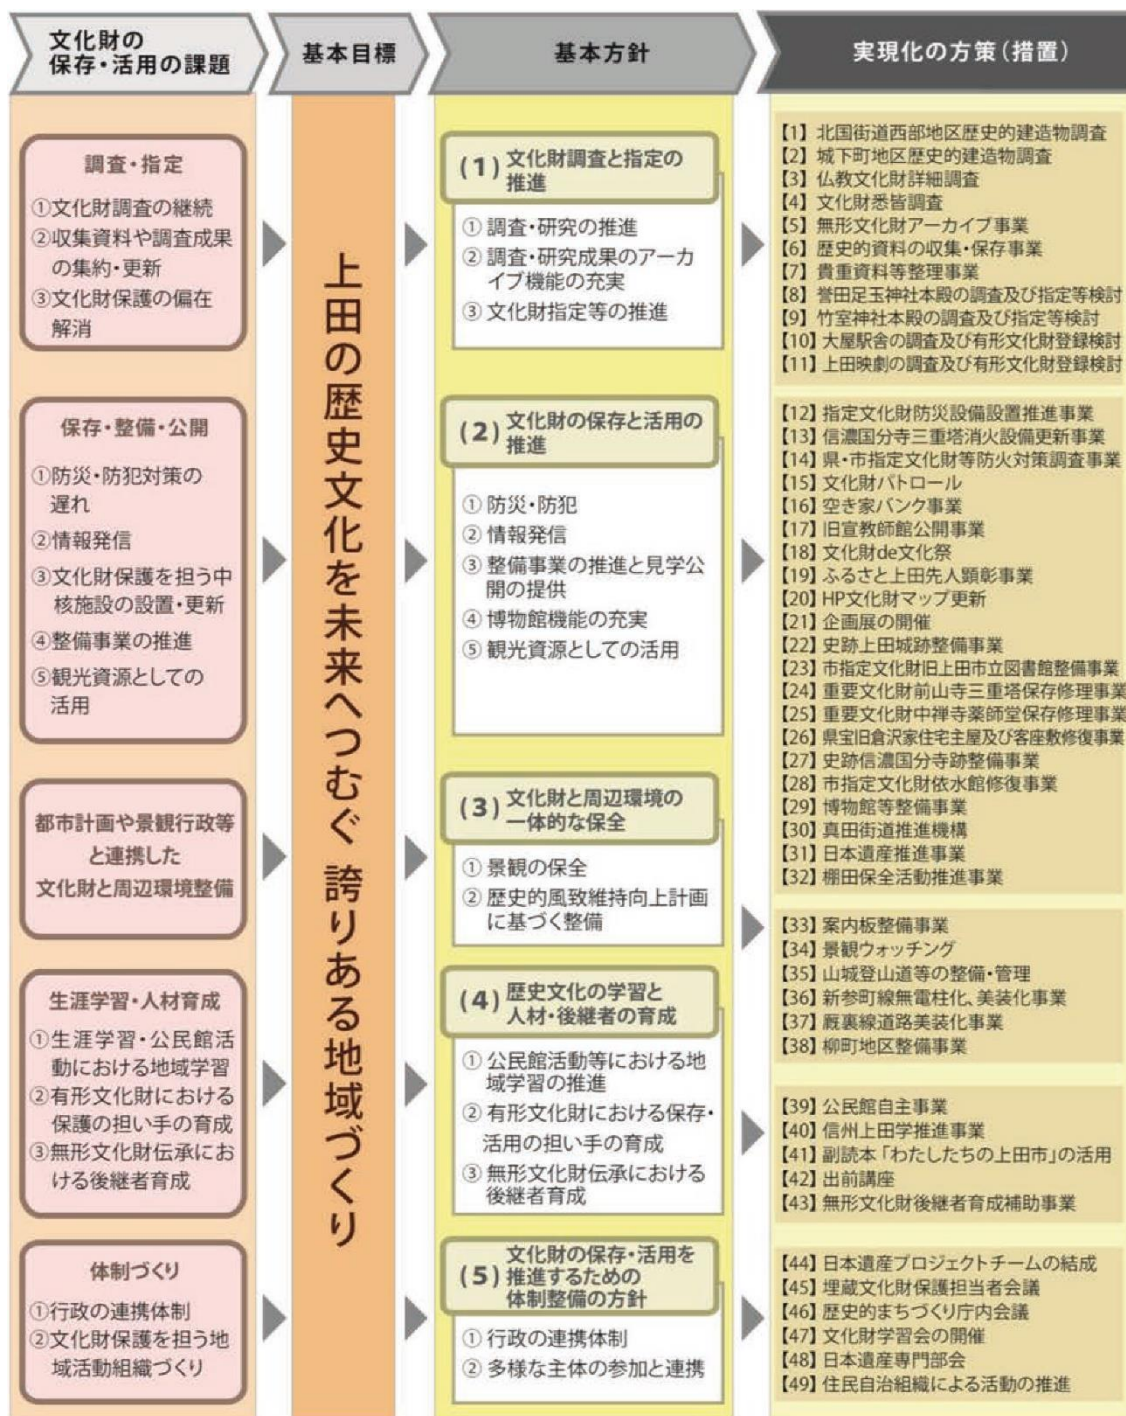 文化財の
保存・活用の課題
基本目標
基本方針
実現化の方策（措置）
調査・指定
①文化財調査の継続
②収集資料や調査成果
の集約・更新
③文化財保護の偏在
解消
保存・整備・公開
①防災・防犯対策の
遅れ
②情報発信
③文化財保護を担う中
核施設の設置・更新
④整備事業の推進
⑤観光資源としての
活用
都市計画や景観行政等
と連携した
文化財と周辺環境整備
生涯学習・人材育成
①生涯学習・公民館活
動における地域学習
②有形文化財における
保護の担い手の育成
③無形文化財伝承にお
ける後継者育成
体制づくり
①行政の連携体制
②文化財保護を担う地
域活動組織づくり
上田の歴史文化を未来へつむぐ 誇りある地域づくり
(1) 文化財調査と指定の
推進
① 調査・研究の推進
② 調査・研究成果のアーカ
イブ機能の充実
③ 文化財指定等の推進
(2) 文化財の保存と活用の
推進
① 防災・防犯
② 情報発信
③ 整備事業の推進と見学公
開の提供
④ 博物館機能の充実
⑤ 観光資源としての活用
(3) 文化財と周辺環境の
一体的な保全
① 景観の保全
② 歴史的風致維持向上計画
に基づく整備
(4) 歴史文化の学習と
人材・後継者の育成
① 公民館活動等における地
域学習の推進
② 有形文化財における保存・
活用の担い手の育成
③ 無形文化財伝承における
後継者育成
(5) 文化財の保存・活用を
推進するための
体制整備の方針
① 行政の連携体制
② 多様な主体の参加と連携
【1】北国街道西部地区歴史的建造物調査
【2】城下町地区歴史的建造物調査
【3】仏教文化財詳細調査
【4】文化財悉皆調査
【5】無形文化財アーカイブ事業
【6】歴史的資料の収集・保存事業
【7】貴重資料等整理事業
【8】誉田足玉神社本殿の調査及び指定等検討
【9】竹室神社本殿の調査及び指定等検討
【10】大屋駅舎の調査及び有形文化財登録検討
【11】上田映劇の調査及び有形文化財登録検討
【12】指定文化財防災設備設置推進事業
【13】信濃国分寺三重塔消火設備更新事業
【14】県・市指定文化財等防火対策調査事業
【15】文化財パトロール
【16】空き家バンク事業
【17】旧宣教師館公開事業
【18】文化財de文化祭
【19】ふるさと上田先人顕彰事業
【20】HP文化財マップ更新
【21】企画展の開催
【22】史跡上田城跡整備事業
【23】市指定文化財旧上田市立図書館整備事業
【24】重要文化財前山寺三重塔保存修理事業
【25】重要文化財中禅寺薬師堂保存修理事業
【26】県宝旧倉沢家住宅主屋及び客座敷修復事業
【27】史跡信濃国分寺跡整備事業
【28】市指定文化財依水館修復事業
【29】博物館等整備事業
【30】真田街道推進機構
【31】日本遺産推進事業
【32】棚田保全活動推進事業
【33】案内板整備事業
【34】景観ウォッチング
【35】山城登山道等の整備・管理
【36】新参町線無電柱化、美装化事業
【37】厩裏線道路美装化事業
【38】柳町地区整備事業
【39】公民館自主事業
【40】信州上田学推進事業
【41】副読本「わたしたちの上田市」の活用
【42】出前講座
【43】無形文化財後継者育成補助事業
【44】日本遺産プロジェクトチームの結成
【45】埋蔵文化財保護担当者会議
【46】歴史的まちづくり庁内会議
【47】文化財学習会の開催
【48】日本遺産専門部会
【49】住民自治組織による活動の推進